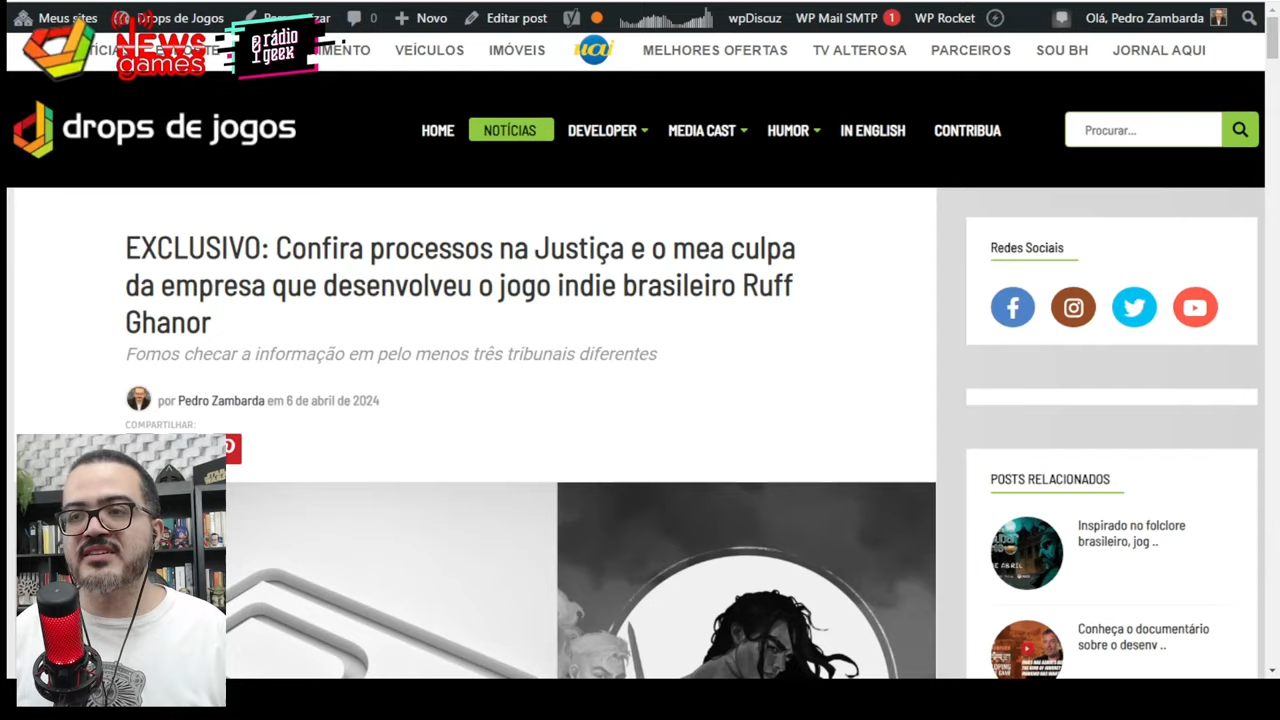 Meus sites Drops de Jogos 0 Novo Editar post wpDiscuz WP Mail SMTP 1 WP Rocket Olá, Pedro Zambarda
NEWS games rádio geek
VEÍCULOS IMÓVEIS uai MELHORES OFERTAS TV ALTEROSA PARCEIROS SOU BH JORNAL AQUI
drops de jogos
HOME NOTÍCIAS DEVELOPER MEDIA CAST HUMOR IN ENGLISH CONTRIBUA
Procurar...
EXCLUSIVO: Confira processos na Justiça e o mea culpa
da empresa que desenvolveu o jogo indie brasileiro Ruff
Ghanor
Fomos checar a informação em pelo menos três tribunais diferentes
por Pedro Zambarda em 6 de abril de 2024
COMPARTILHAR:
Redes Sociais
POSTS RELACIONADOS
Inspirado no folclore
brasileiro, jog ..
DE ABRIL
Conheça o documentário
sobre o desenv ..
STAR